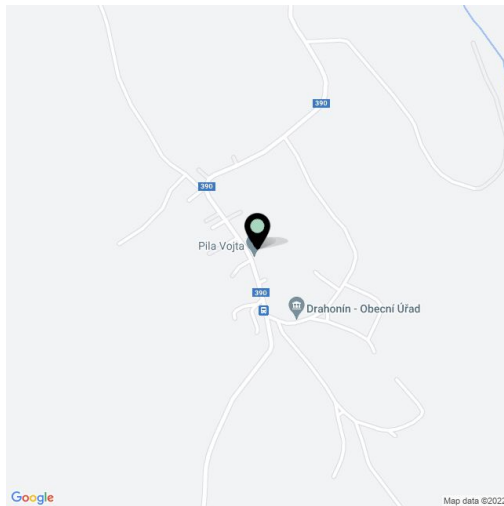 390
390
Pila Vojta
390
Drahonín - Obecní Úřad
Google
Map data ©2022